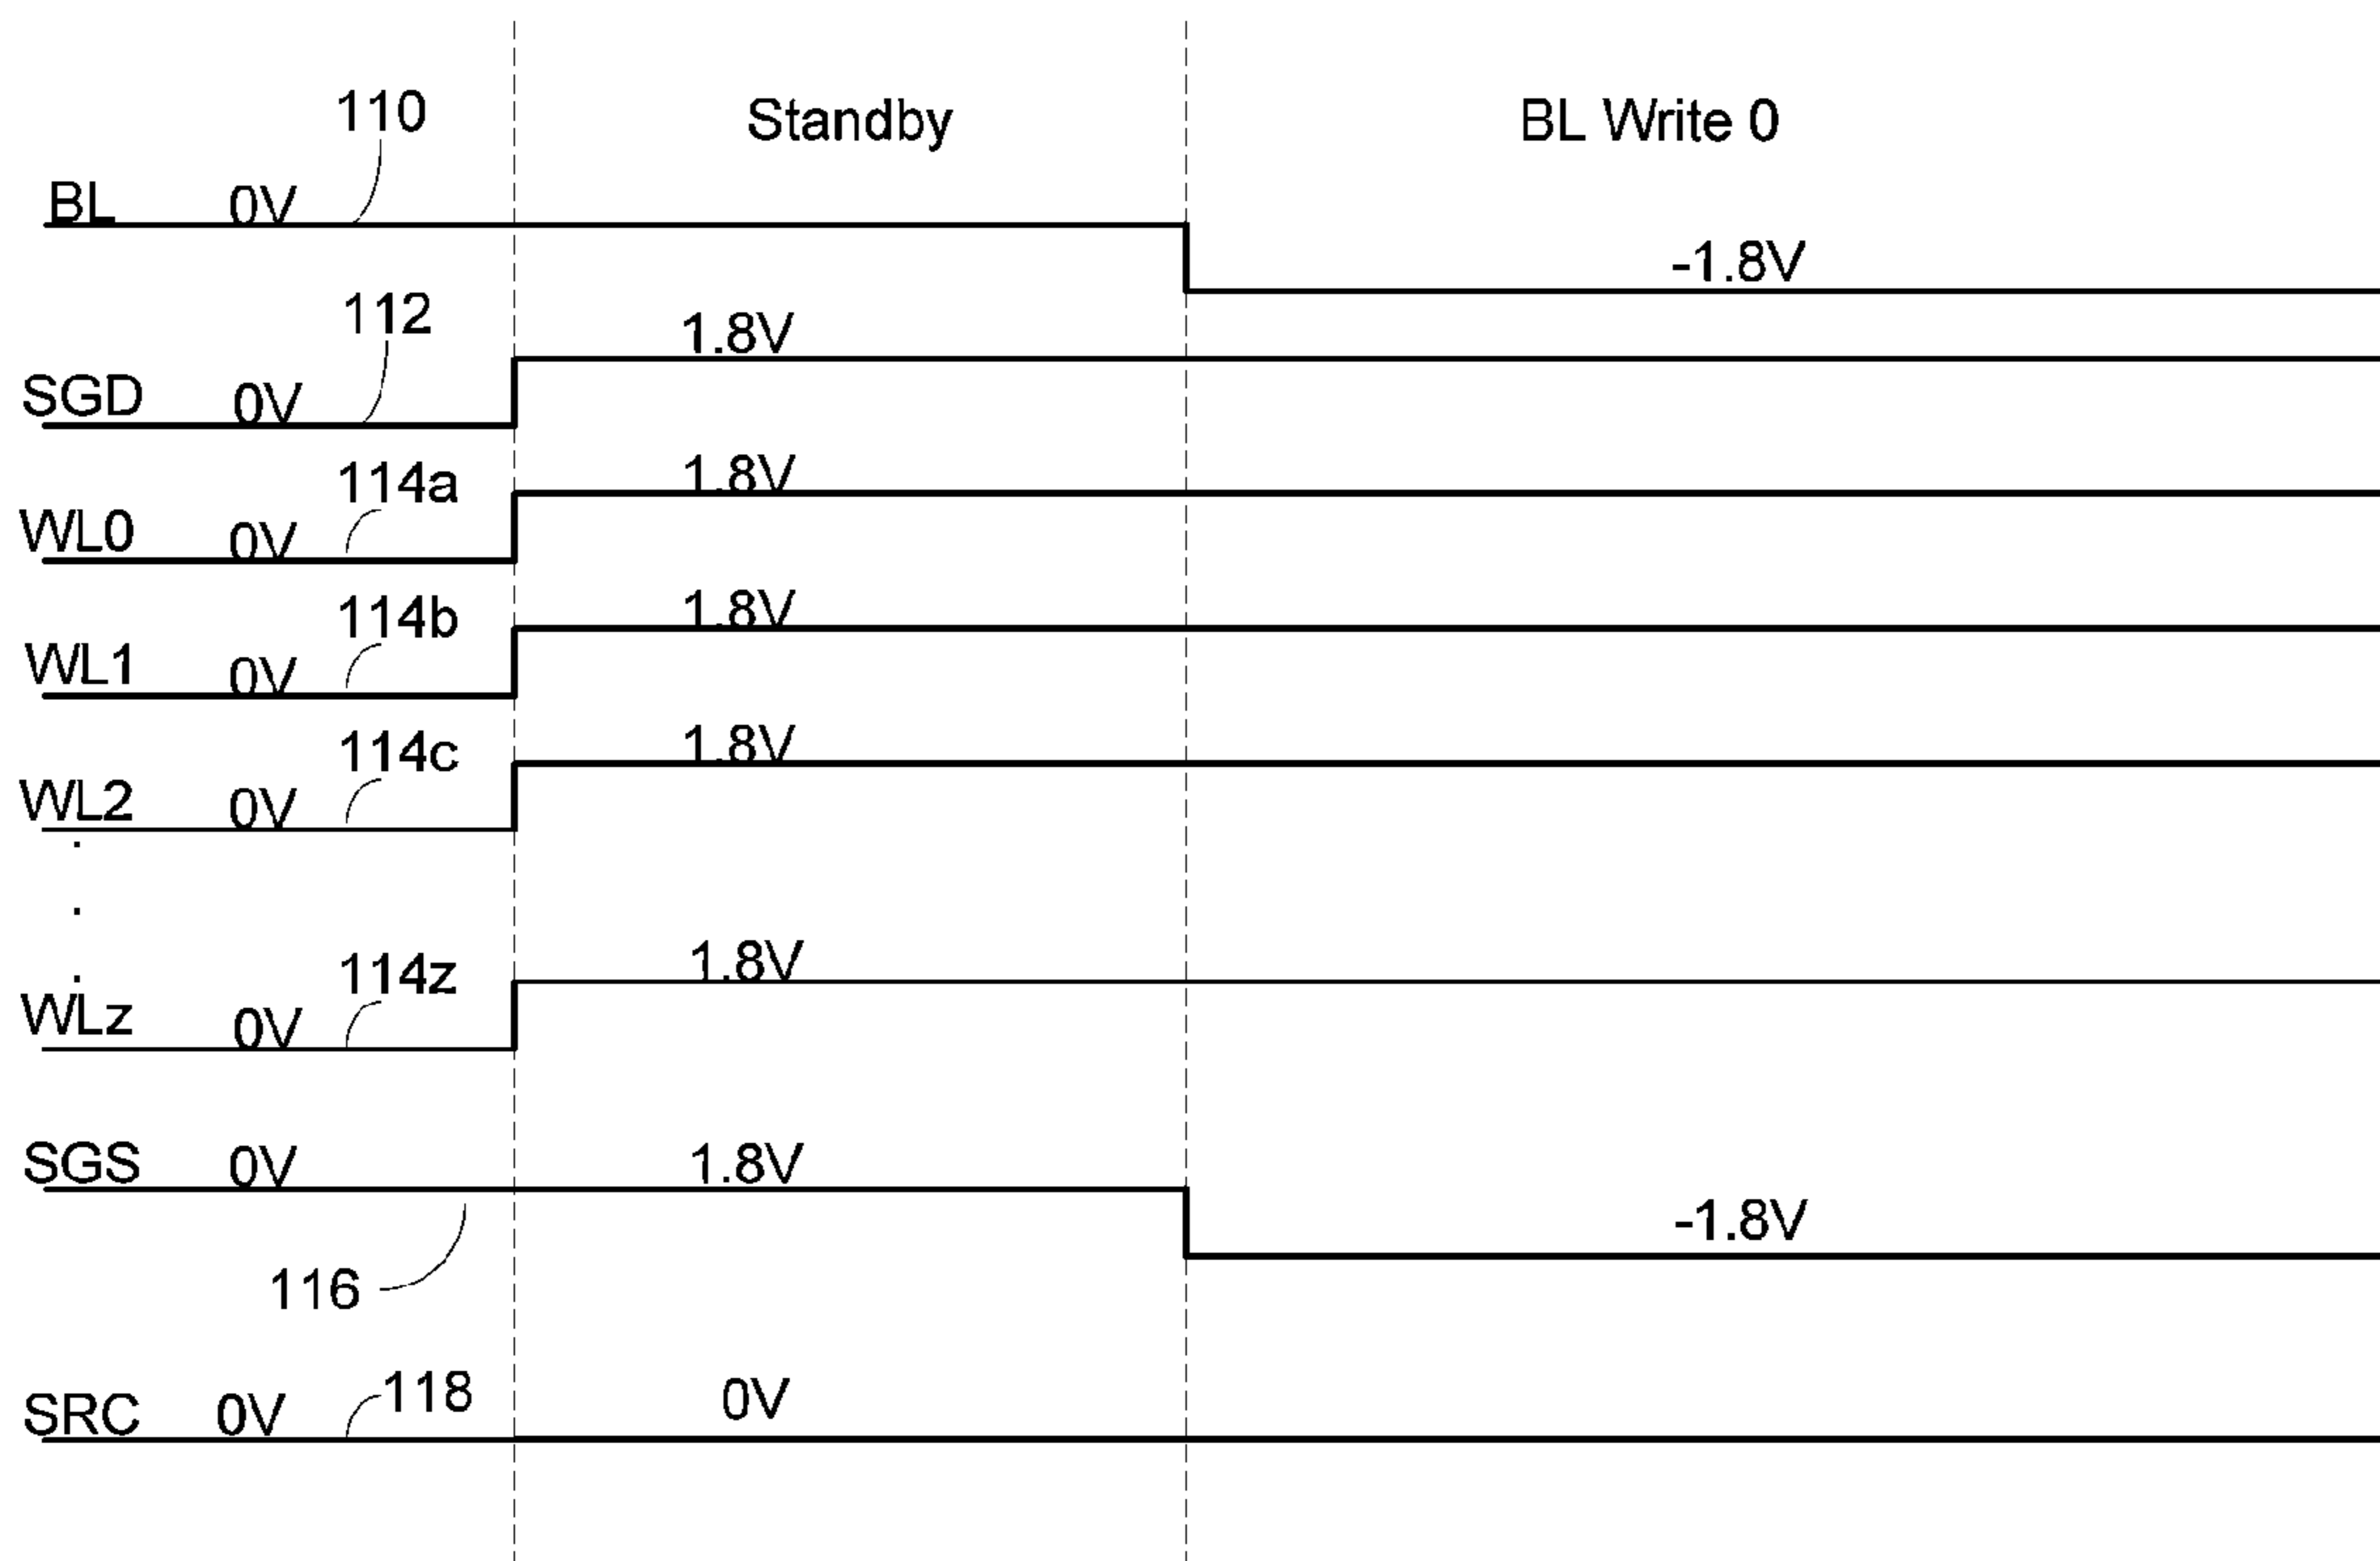 110
Standby
BL Write 0
BL 0V
-1.8V
112
1.8V
SGD 0V
114a
1.8V
WL0 0V
114b
1.8V
WL1 0V
114c
1.8V
WL2 0V
.
.
.
114z
1.8V
WLz 0V
SGS 0V
1.8V
-1.8V
116
118
0V
SRC 0V